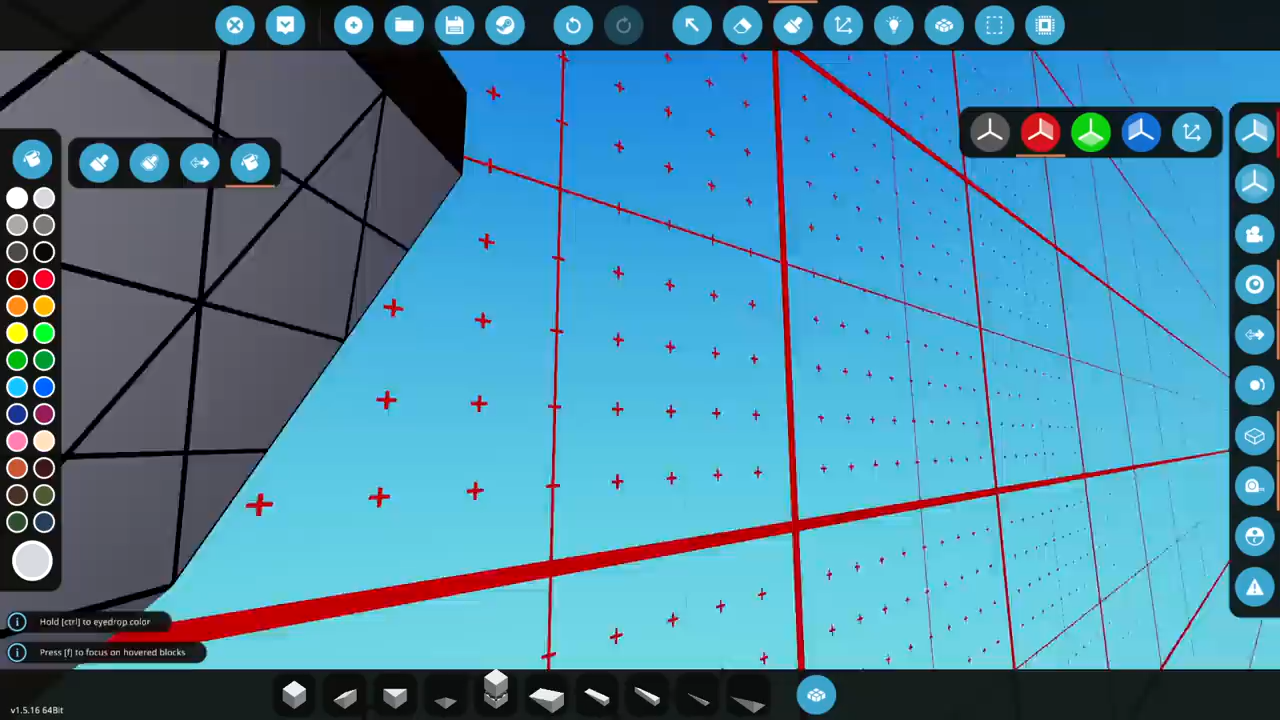 Hold [ctrl] to eyedrop color
Press [f] to focus on hovered blocks
v1.5.16 64Bit